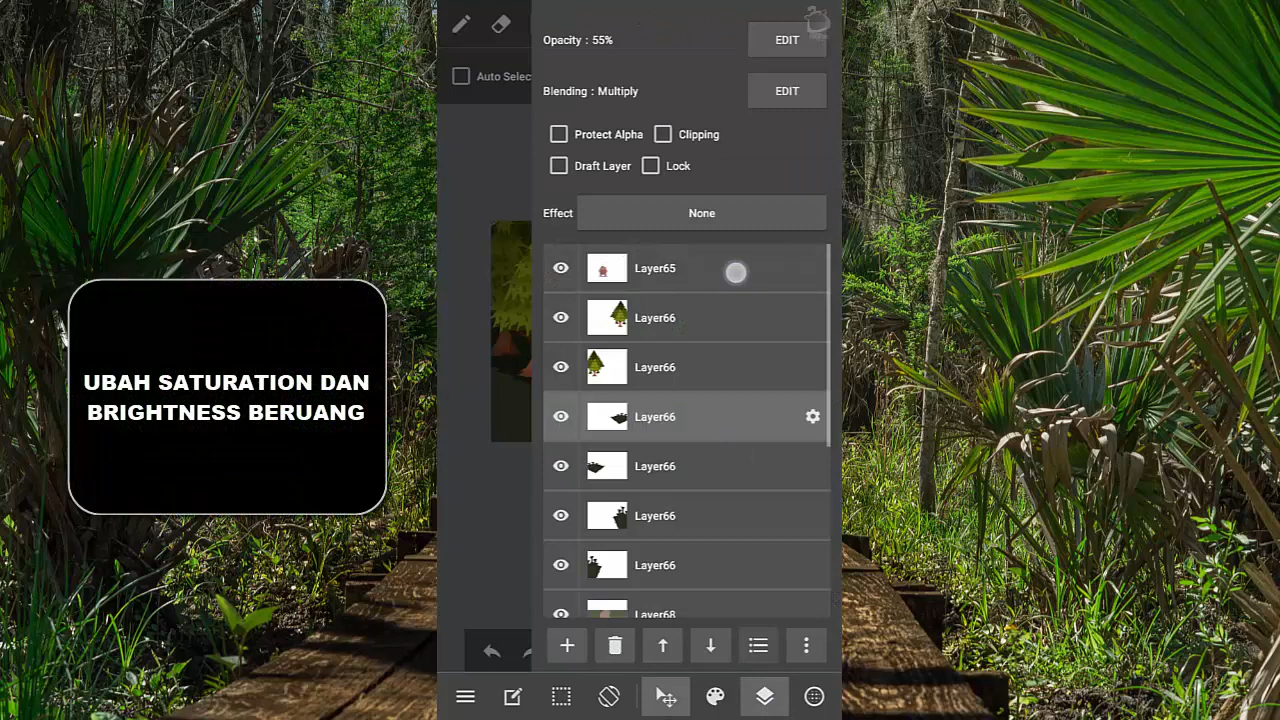 UBAH SATURATION DAN
BRIGHTNESS BERUANG
Opacity : 55%
EDIT
Auto Selec
Blending : Multiply
EDIT
Protect Alpha
Clipping
Draft Layer
Lock
Effect
None
Layer65
Layer66
Layer66
Layer66
Layer66
Layer66
Layer66
Layer68